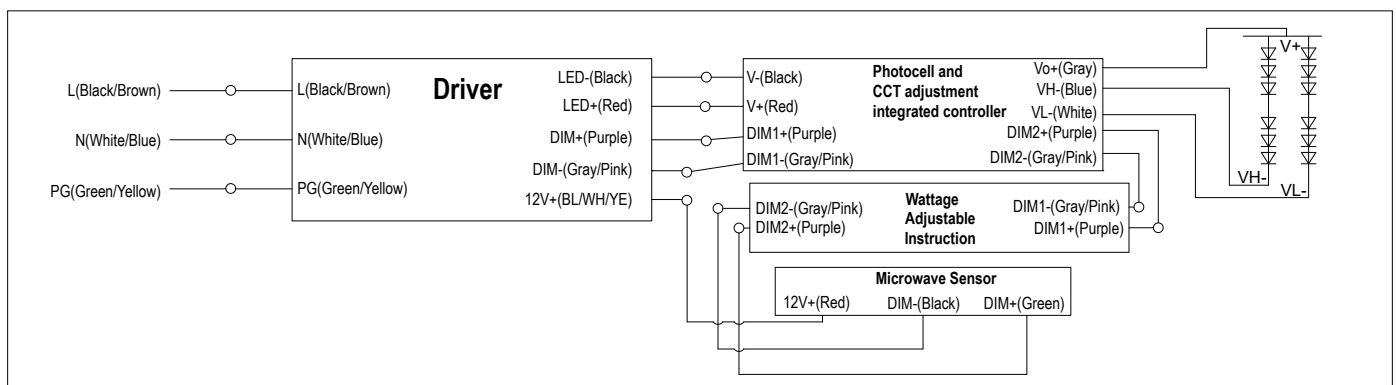 L(Black/Brown)
N(White/Blue)
PG(Green/Yellow)
Driver
L(Black/Brown)
N(White/Blue)
PG(Green/Yellow)
LED-(Black)
LED+(Red)
DIM+(Purple)
DIM-(Gray/Pink)
12V+(BL/WH/YE)
Photocell and
CCT adjustment
integrated controller
V-(Black)
V+(Red)
DIM1+(Purple)
DIM1-(Gray/Pink)
Vo+(Gray)
VH-(Blue)
VL-(White)
DIM2+(Purple)
DIM2-(Gray/Pink)
V+
VH-
VL-
Wattage
Adjustable
Instruction
DIM2-(Gray/Pink)
DIM2+(Purple)
DIM1-(Gray/Pink)
DIM1+(Purple)
Microwave Sensor
12V+(Red)
DIM-(Black)
DIM+(Green)